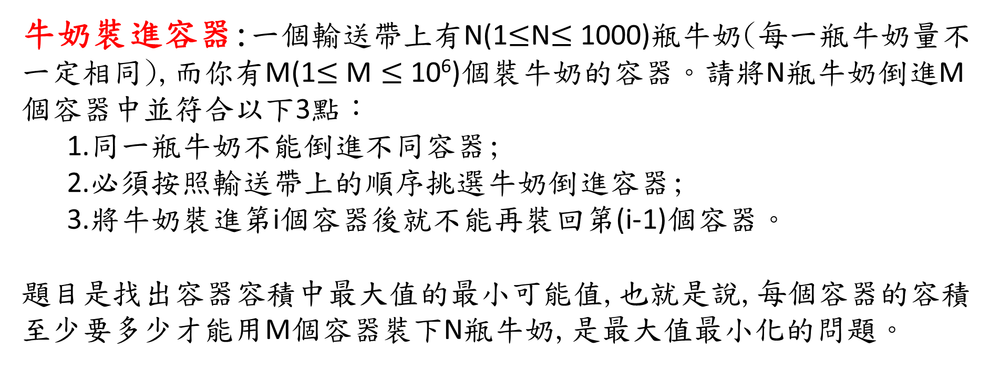 牛奶裝進容器:一個輸送帶上有N(1≤N≤ 1000)瓶牛奶(每一瓶牛奶量不
一定相同), 而你有M(1≤ M ≤ 10⁶)個裝牛奶的容器。請將N瓶牛奶倒進M
個容器中並符合以下3點：
1.同一瓶牛奶不能倒進不同容器;
2.必須按照輸送帶上的順序挑選牛奶倒進容器;
3.將牛奶裝進第i個容器後就不能再裝回第(i-1)個容器。
題目是找出容器容積中最大值的最小可能值, 也就是說, 每個容器的容積
至少要多少才能用M個容器裝下N瓶牛奶, 是最大值最小化的問題。